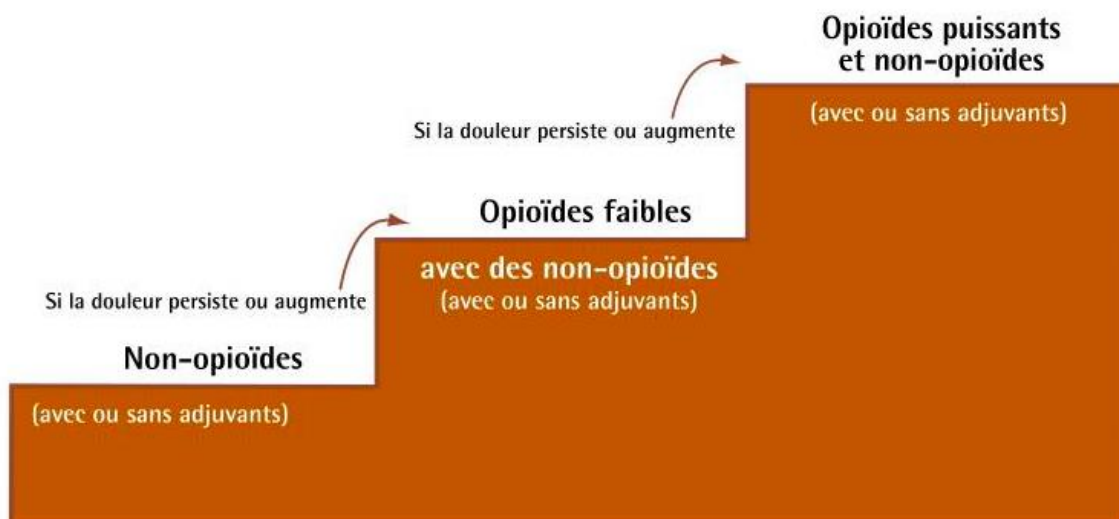 Opioïdes puissants
et non-opioïdes
(avec ou sans adjuvants)
Si la douleur persiste ou augmente
Opioïdes faibles
avec des non-opioïdes
(avec ou sans adjuvants)
Si la douleur persiste ou augmente
Non-opioïdes
(avec ou sans adjuvants)